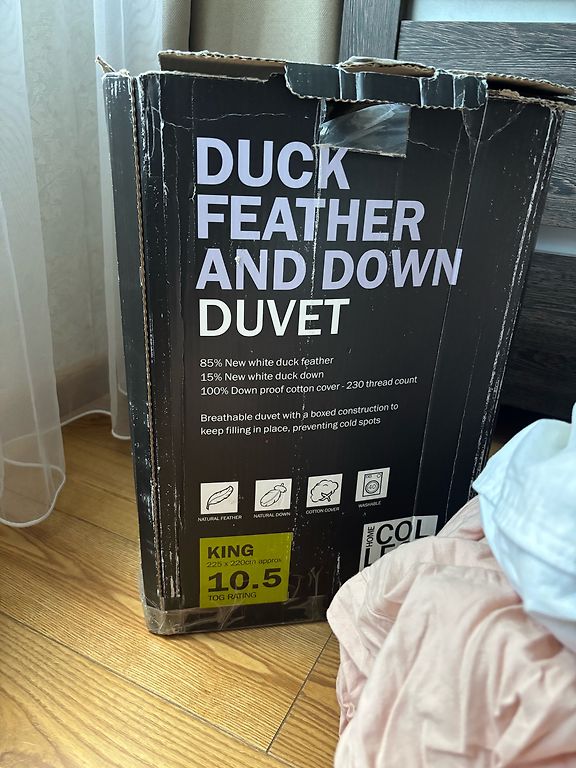 DUCK
FEATHER
AND DOWN
DUVET
85% New white duck feather
15% New white duck down
100% Down proof cotton cover - 230 thread count
Breathable duvet with a boxed construction to
keep filling in place, preventing cold spots
NATURAL FEATHER
NATURAL DOWN
COTTON COVER
WASHABLE
KING
225 x 220cm approx
10.5
TOG RATING
HOME
COL